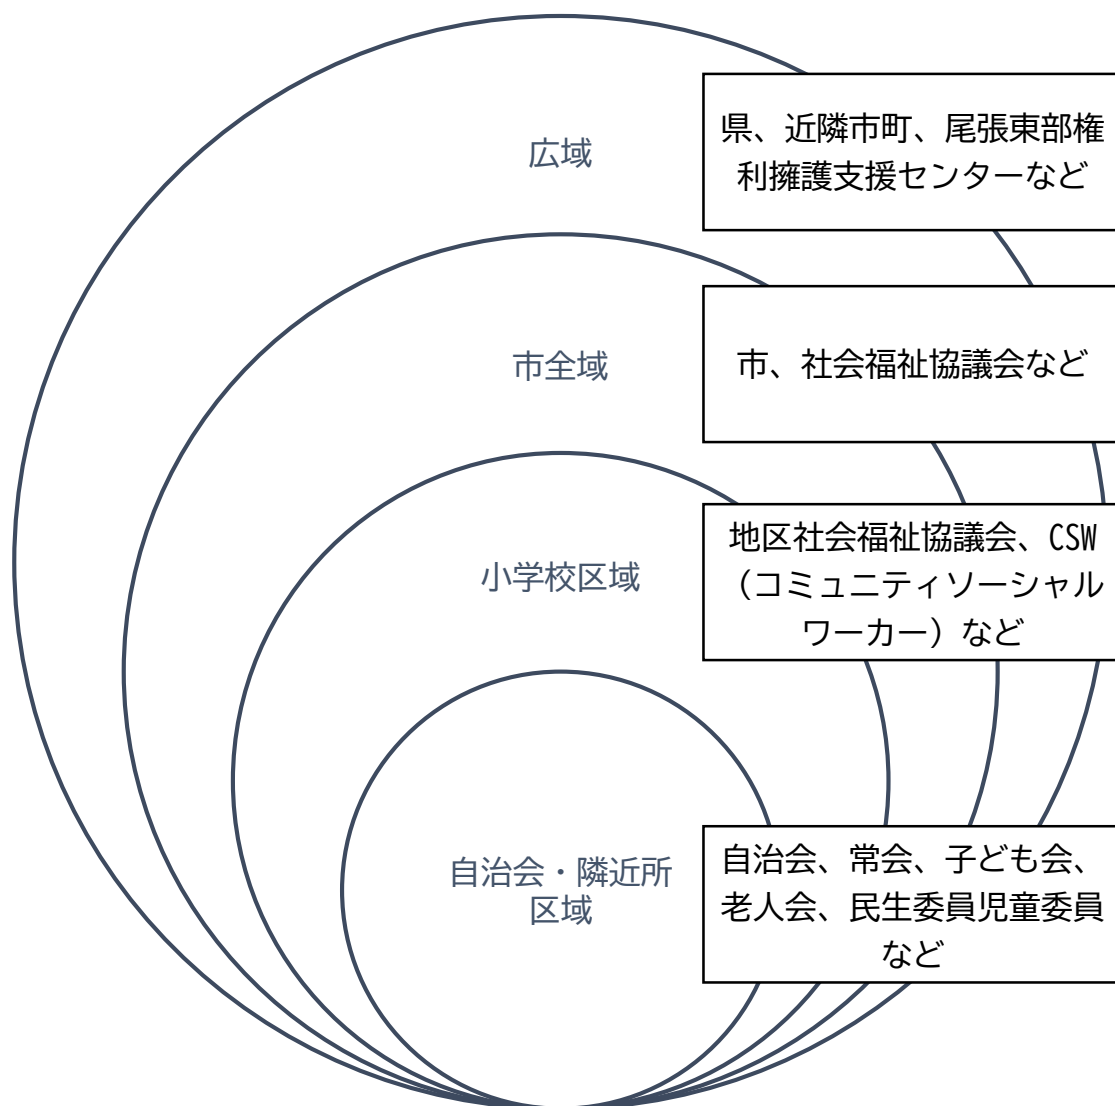 広域
県、近隣市町、尾張東部権
利擁護支援センターなど
市全域
市、社会福祉協議会など
小学校区域
地区社会福祉協議会、CSW
（コミュニティソーシャル
ワーカー）など
自治会・隣近所
区域
自治会、常会、子ども会、
老人会、民生委員児童委員
など